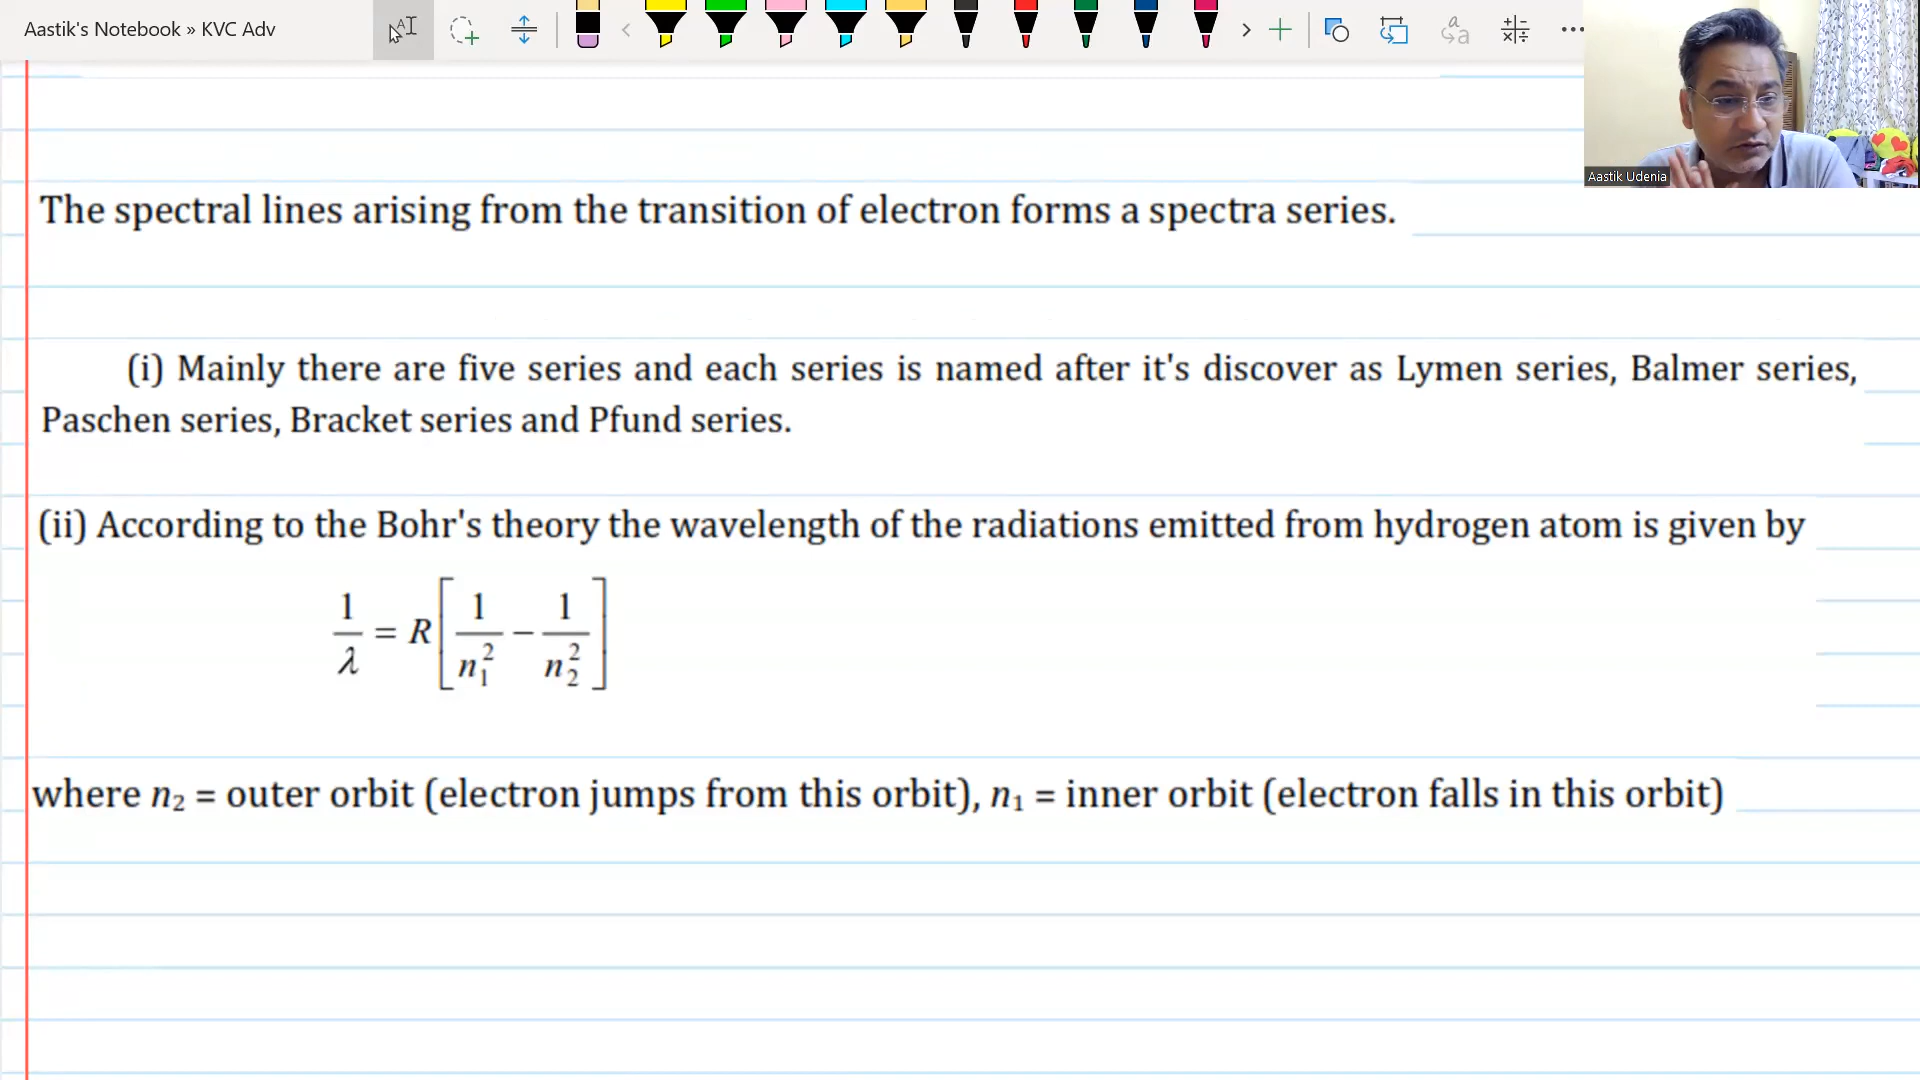 Aastik's Notebook » KVC Adv
Aastik Udenia
The spectral lines arising from the transition of electron forms a spectra series.
(i) Mainly there are five series and each series is named after it's discover as Lymen series, Balmer series,
Paschen series, Bracket series and Pfund series.
(ii) According to the Bohr's theory the wavelength of the radiations emitted from hydrogen atom is given by
1/λ = R[1/n₁² − 1/n₂²]
where n₂ = outer orbit (electron jumps from this orbit), n₁ = inner orbit (electron falls in this orbit)